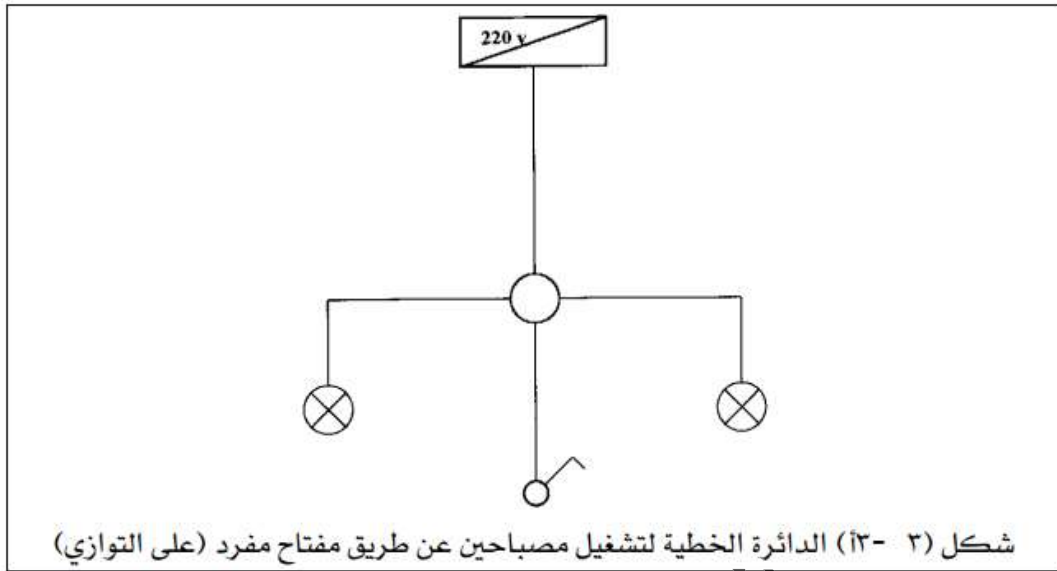 220 v
شكل (٣ -٣أ) الدائرة الخطية لتشغيل مصباحين عن طريق مفتاح مفرد (على التوازي)